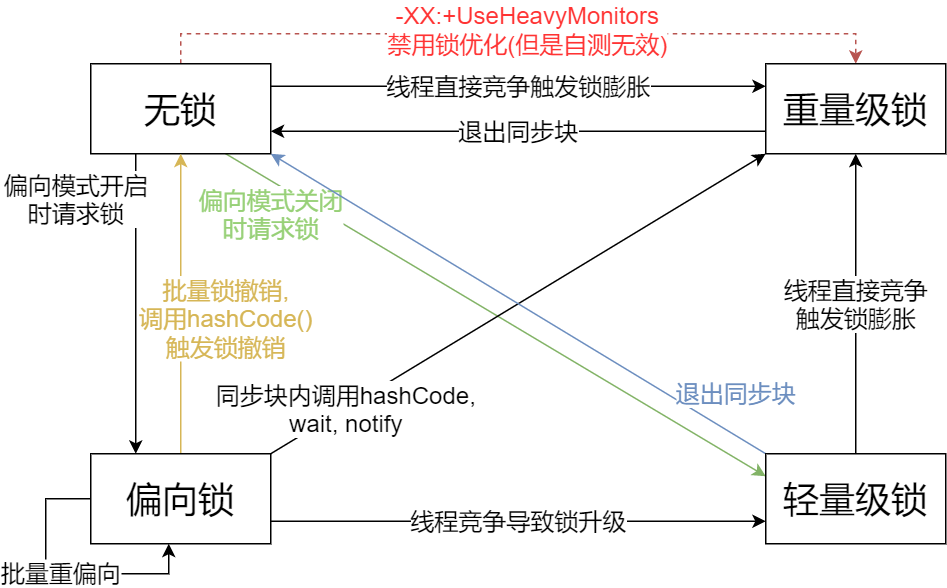 -XX:+UseHeavyMonitors
禁用锁优化(但是自测无效)
无锁
线程直接竞争触发锁膨胀
重量级锁
退出同步块
偏向模式开启
时请求锁
偏向模式关闭
时请求锁
批量锁撤销,
调用hashCode()
触发锁撤销
线程直接竞争
触发锁膨胀
同步块内调用hashCode,
wait, notify
退出同步块
偏向锁
轻量级锁
线程竞争导致锁升级
批量重偏向